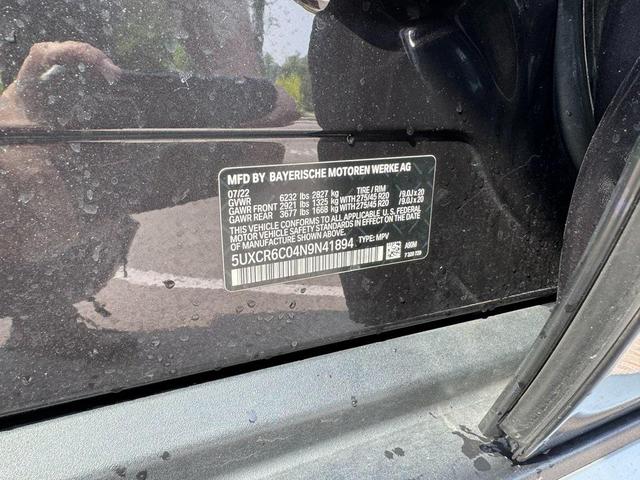 MFD BY BAYERISCHE MOTOREN WERKE AG
07/22 TIRE / RIM
GVWR 6232 lbs 2827 kg
GAWR FRONT 2921 lbs 1325 kg WITH 275/45 R20 /9.0J x 20
GAWR REAR 3677 lbs 1668 kg WITH 275/45 R20 /9.0J x 20
THIS VEHICLE CONFORMS TO ALL APPLICABLE U.S. FEDERAL
MOTOR VEHICLE SAFETY STANDARDS IN EFFECT ON THE DATE
OF MANUFACTURE SHOWN ABOVE.
5UXCR6C04N9N41894 TYPE: MPV
A90M